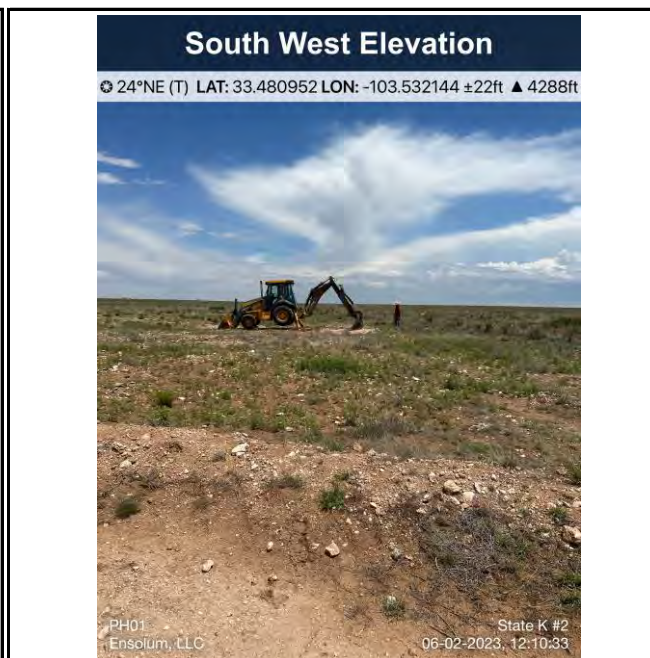 South West Elevation
24°NE (T) LAT: 33.480952 LON: -103.532144 ±22ft ▲ 4288ft
PH01
Ensolum, LLC
State K #2
06-02-2023, 12:10:33